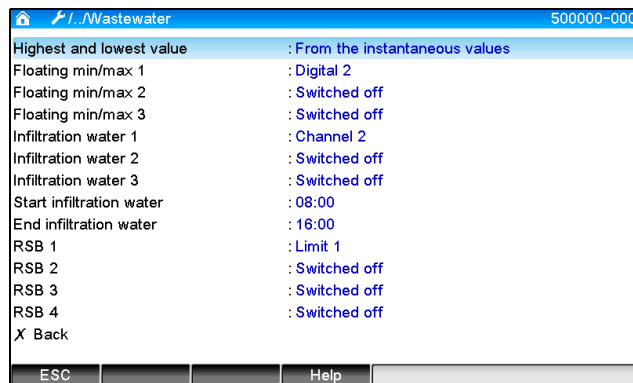 /../Wastewater 500000-000
Highest and lowest value : From the instantaneous values
Floating min/max 1 : Digital 2
Floating min/max 2 : Switched off
Floating min/max 3 : Switched off
Infiltration water 1 : Channel 2
Infiltration water 2 : Switched off
Infiltration water 3 : Switched off
Start infiltration water : 08:00
End infiltration water : 16:00
RSB 1 : Limit 1
RSB 2 : Switched off
RSB 3 : Switched off
RSB 4 : Switched off
X Back
ESC Help